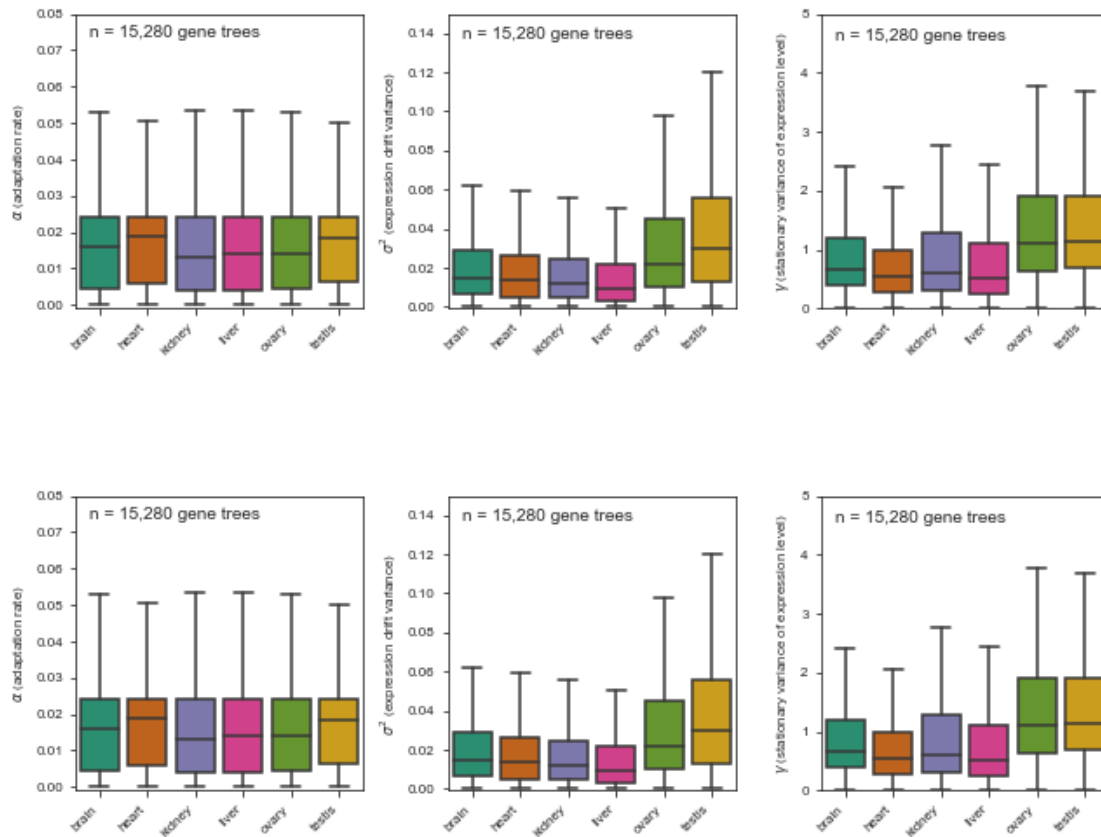 0.08
0.07
0.06
0.05
0.04
0.03
0.02
0.01
0.00
α (adaptation rate)
n = 15,280 gene trees
brain
heart
kidney
liver
ovary
testis
0.14
0.12
0.10
0.08
0.06
0.04
0.02
0.00
σ² (expression drift variance)
n = 15,280 gene trees
brain
heart
kidney
liver
ovary
testis
5
4
3
2
1
0
γ (stationary variance of expression level)
n = 15,280 gene trees
brain
heart
kidney
liver
ovary
testis
0.08
0.07
0.06
0.05
0.04
0.03
0.02
0.01
0.00
α (adaptation rate)
n = 15,280 gene trees
brain
heart
kidney
liver
ovary
testis
0.14
0.12
0.10
0.08
0.06
0.04
0.02
0.00
σ² (expression drift variance)
n = 15,280 gene trees
brain
heart
kidney
liver
ovary
testis
5
4
3
2
1
0
γ (stationary variance of expression level)
n = 15,280 gene trees
brain
heart
kidney
liver
ovary
testis